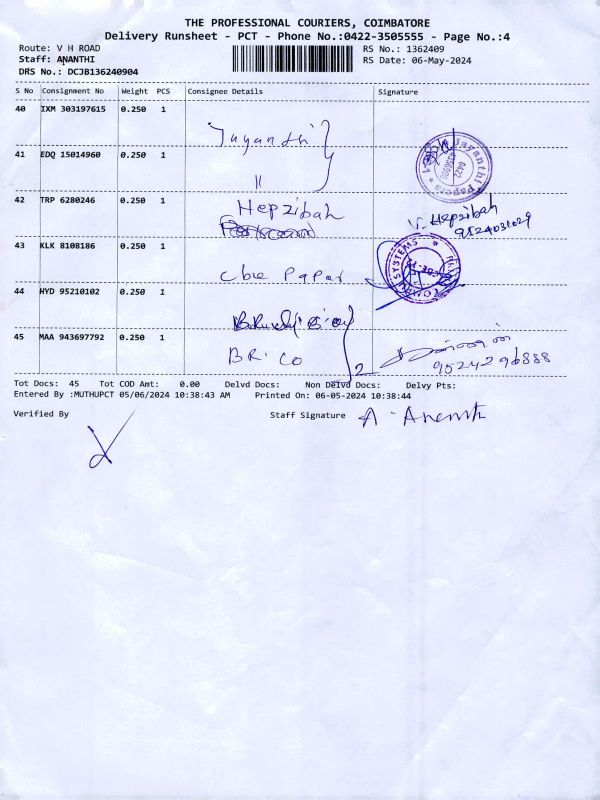 THE PROFESSIONAL COURIERS, COIMBATORE
Delivery Runsheet - PCT - Phone No.:0422-3505555 - Page No.:4
Route: V H ROAD
RS No.: 1362409
Staff: ANANTHI
RS Date: 06-May-2024
DRS No.: DCJB136240904
S No Consignment No Weight PCS Consignee Details Signature
40 IXM 303197615 0.250 1
Jayanthi
41 EDQ 15014960 0.250 1
"
Jayanthi Papers
0422
42 TRP 6280246 0.250 1
Hepzibah
V. Hepzibah
43 KLK 8108186 0.250 1
Cbe Paper
SYSTEMS
44 HYD 95210102 0.250 1
45 MAA 943697792 0.250 1
BR. CO
2
Tot Docs: 45 Tot COD Amt: 0.00 Delvd Docs: Non Delvd Docs: Delvy Pts:
Entered By :MUTHUPCT 05/06/2024 10:38:43 AM Printed On: 06-05-2024 10:38:44
Verified By
Staff Signature A. Ananthi